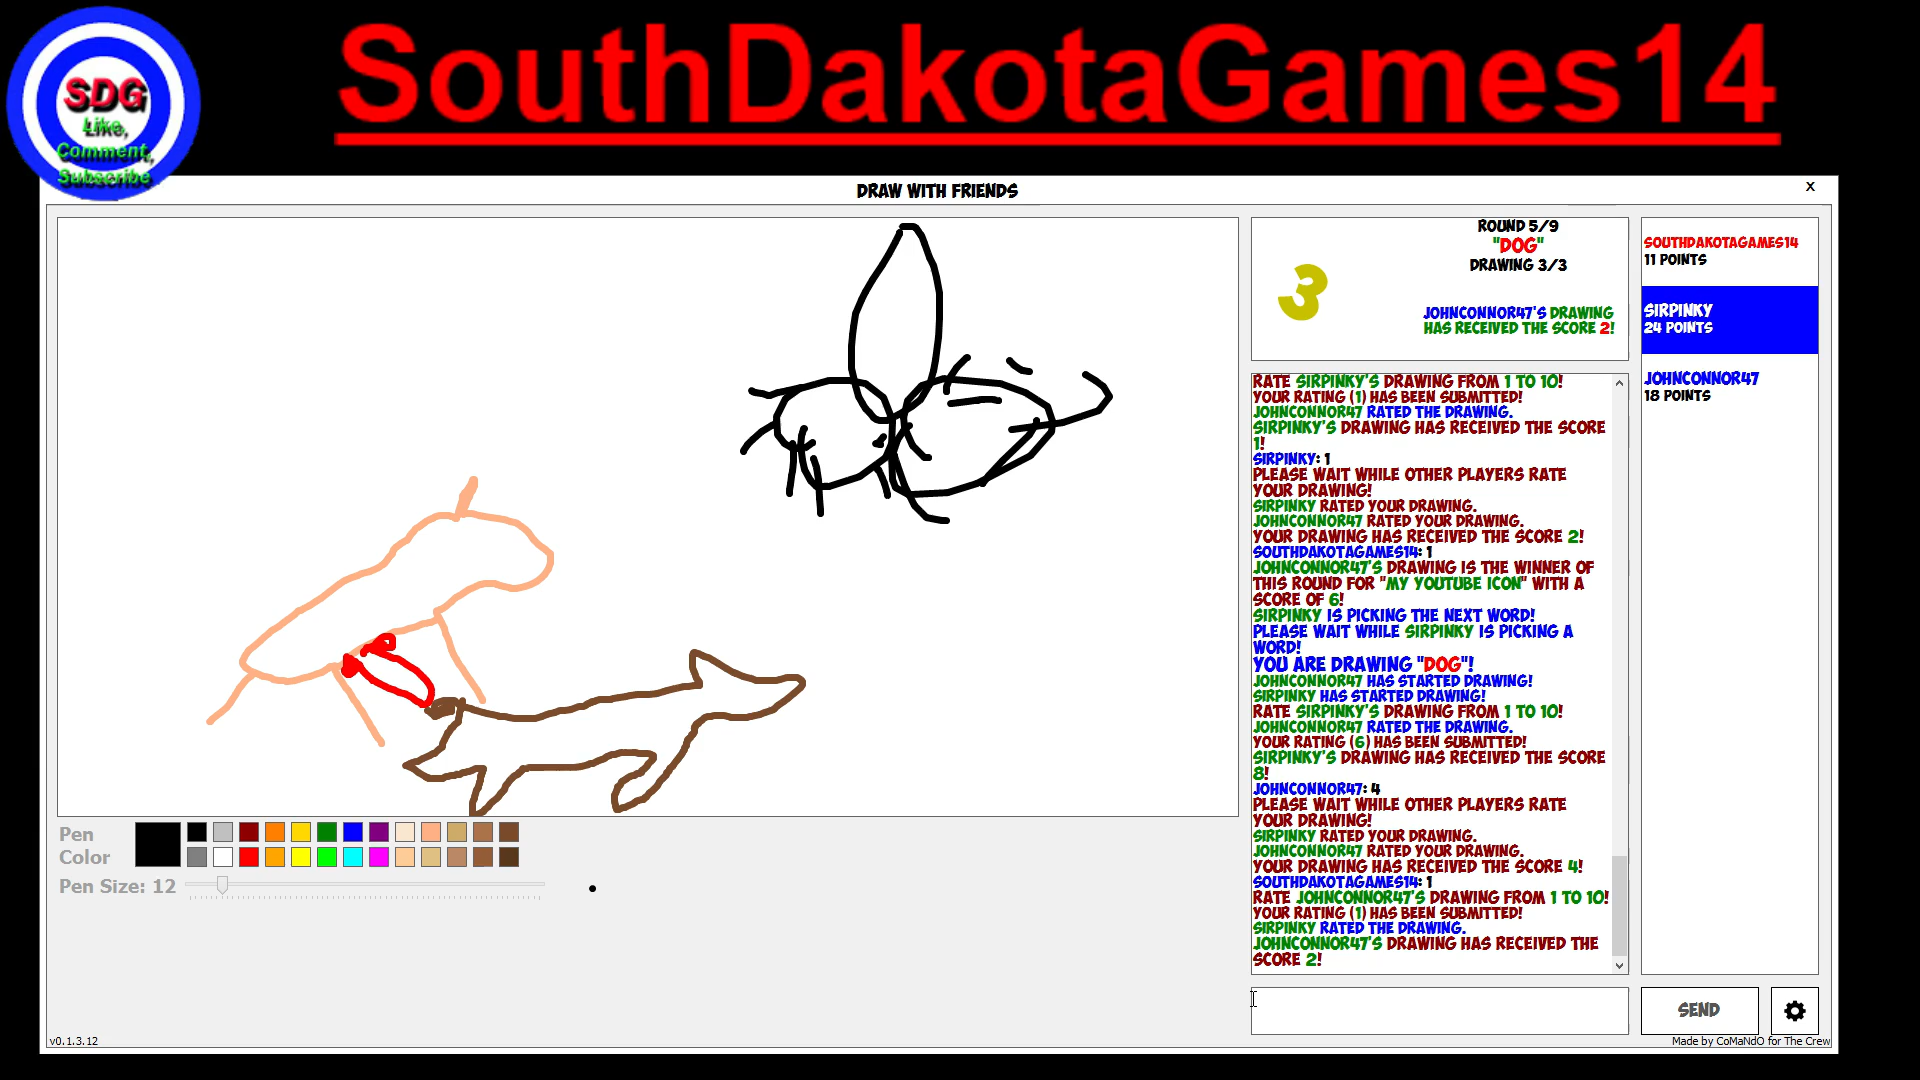 SouthDakotaGames14
SDG
Like,
Comment,
Subscribe
DRAW WITH FRIENDS
X
ROUND 5/9
"DOG"
DRAWING 3/3
3
JOHNCONNOR47'S DRAWING
HAS RECEIVED THE SCORE 2!
SOUTHDAKOTAGAMES14
11 POINTS
SIRPINKY
24 POINTS
JOHNCONNOR47
18 POINTS
RATE SIRPINKY'S DRAWING FROM 1 TO 10!
YOUR RATING (1) HAS BEEN SUBMITTED!
JOHNCONNOR47 RATED THE DRAWING.
SIRPINKY'S DRAWING HAS RECEIVED THE SCORE
1!
SIRPINKY: 1
PLEASE WAIT WHILE OTHER PLAYERS RATE
YOUR DRAWING!
SIRPINKY RATED YOUR DRAWING.
JOHNCONNOR47 RATED YOUR DRAWING.
YOUR DRAWING HAS RECEIVED THE SCORE 2!
SOUTHDAKOTAGAMES14: 1
JOHNCONNOR47'S DRAWING IS THE WINNER OF
THIS ROUND FOR "MY YOUTUBE ICON" WITH A
SCORE OF 6!
SIRPINKY IS PICKING THE NEXT WORD!
PLEASE WAIT WHILE SIRPINKY IS PICKING A
WORD!
YOU ARE DRAWING "DOG"!
JOHNCONNOR47 HAS STARTED DRAWING!
SIRPINKY HAS STARTED DRAWING!
RATE SIRPINKY'S DRAWING FROM 1 TO 10!
JOHNCONNOR47 RATED THE DRAWING.
YOUR RATING (6) HAS BEEN SUBMITTED!
SIRPINKY'S DRAWING HAS RECEIVED THE SCORE
8!
JOHNCONNOR47: 4
PLEASE WAIT WHILE OTHER PLAYERS RATE
YOUR DRAWING!
SIRPINKY RATED YOUR DRAWING.
JOHNCONNOR47 RATED YOUR DRAWING.
YOUR DRAWING HAS RECEIVED THE SCORE 4!
SOUTHDAKOTAGAMES14: 1
RATE JOHNCONNOR47'S DRAWING FROM 1 TO 10!
YOUR RATING (1) HAS BEEN SUBMITTED!
SIRPINKY RATED THE DRAWING.
JOHNCONNOR47'S DRAWING HAS RECEIVED THE
SCORE 2!
Pen
Color
Pen Size: 12
SEND
v0.1.3.12
Made by CoMaNdO for The Crew